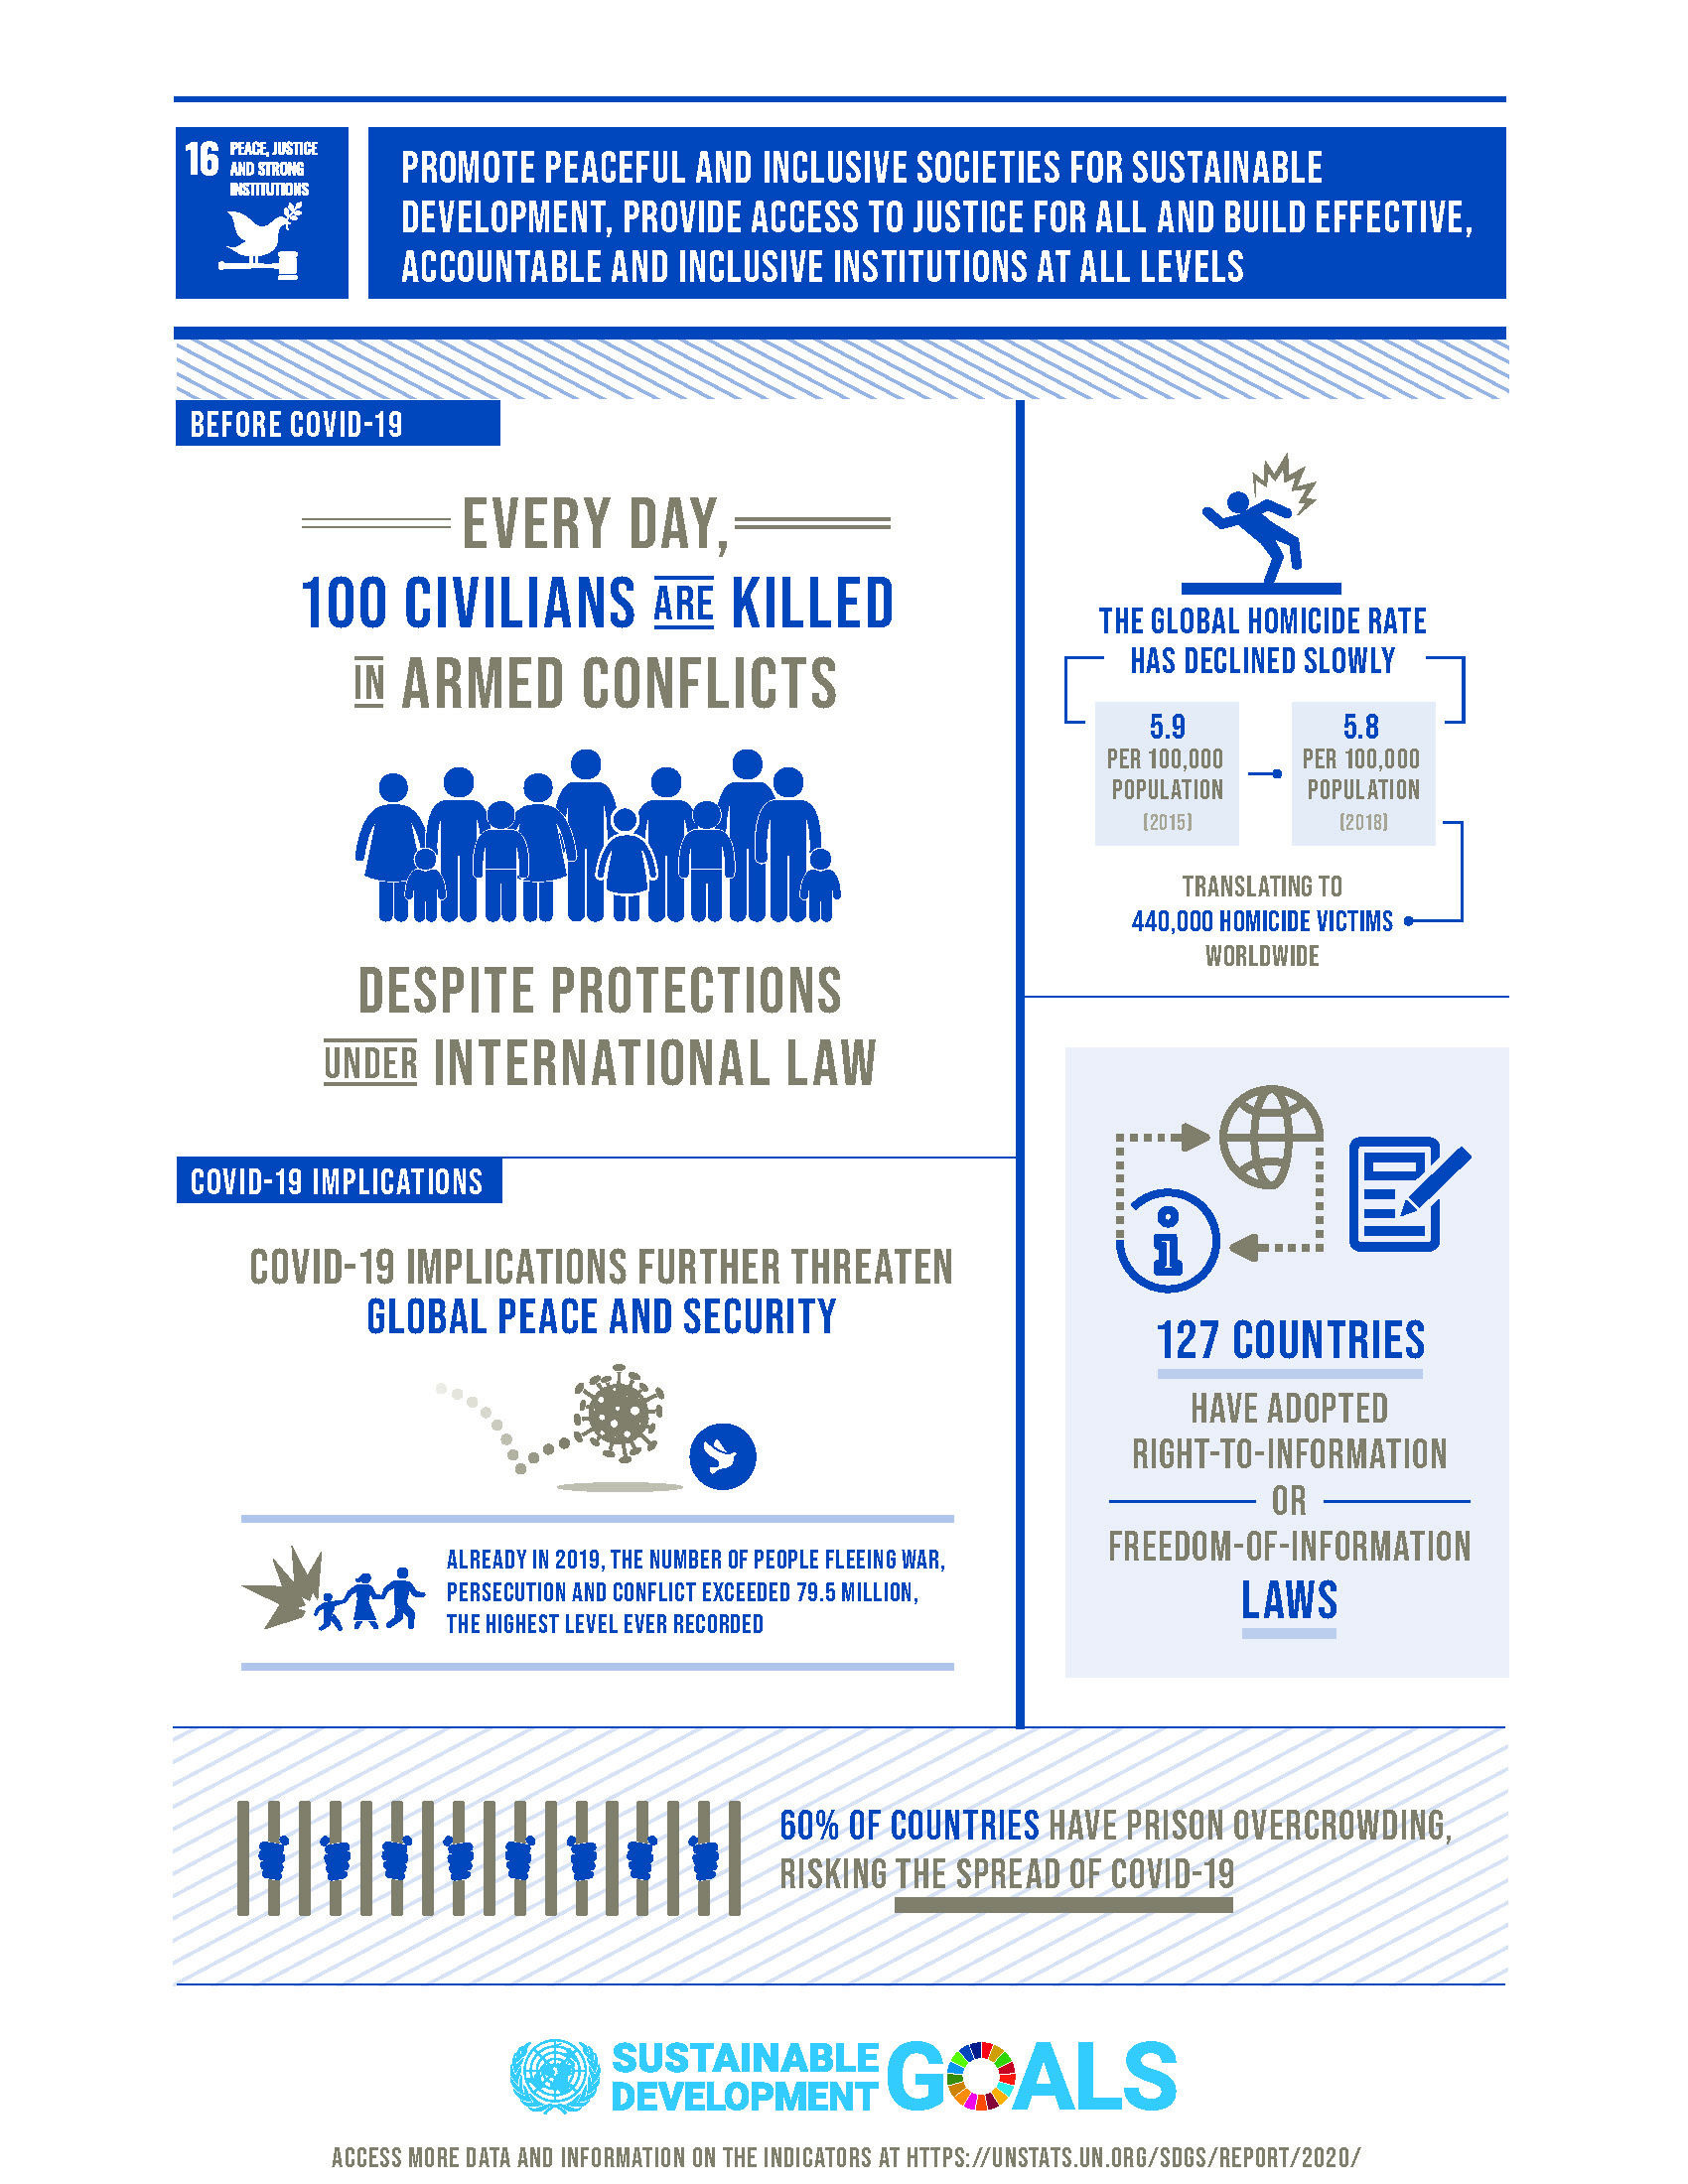 16 PEACE, JUSTICE
AND STRONG
INSTITUTIONS
PROMOTE PEACEFUL AND INCLUSIVE SOCIETIES FOR SUSTAINABLE
DEVELOPMENT, PROVIDE ACCESS TO JUSTICE FOR ALL AND BUILD EFFECTIVE,
ACCOUNTABLE AND INCLUSIVE INSTITUTIONS AT ALL LEVELS
BEFORE COVID-19
EVERY DAY,
100 CIVILIANS ARE KILLED
IN ARMED CONFLICTS
DESPITE PROTECTIONS
UNDER INTERNATIONAL LAW
THE GLOBAL HOMICIDE RATE
HAS DECLINED SLOWLY
5.9
PER 100,000
POPULATION
(2015)
5.8
PER 100,000
POPULATION
(2018)
TRANSLATING TO
440,000 HOMICIDE VICTIMS
WORLDWIDE
COVID-19 IMPLICATIONS
COVID-19 IMPLICATIONS FURTHER THREATEN
GLOBAL PEACE AND SECURITY
ALREADY IN 2019, THE NUMBER OF PEOPLE FLEEING WAR,
PERSECUTION AND CONFLICT EXCEEDED 79.5 MILLION,
THE HIGHEST LEVEL EVER RECORDED
127 COUNTRIES
HAVE ADOPTED
RIGHT-TO-INFORMATION
OR
FREEDOM-OF-INFORMATION
LAWS
60% OF COUNTRIES HAVE PRISON OVERCROWDING,
RISKING THE SPREAD OF COVID-19
SUSTAINABLE
DEVELOPMENT GOALS
ACCESS MORE DATA AND INFORMATION ON THE INDICATORS AT HTTPS://UNSTATS.UN.ORG/SDGS/REPORT/2020/